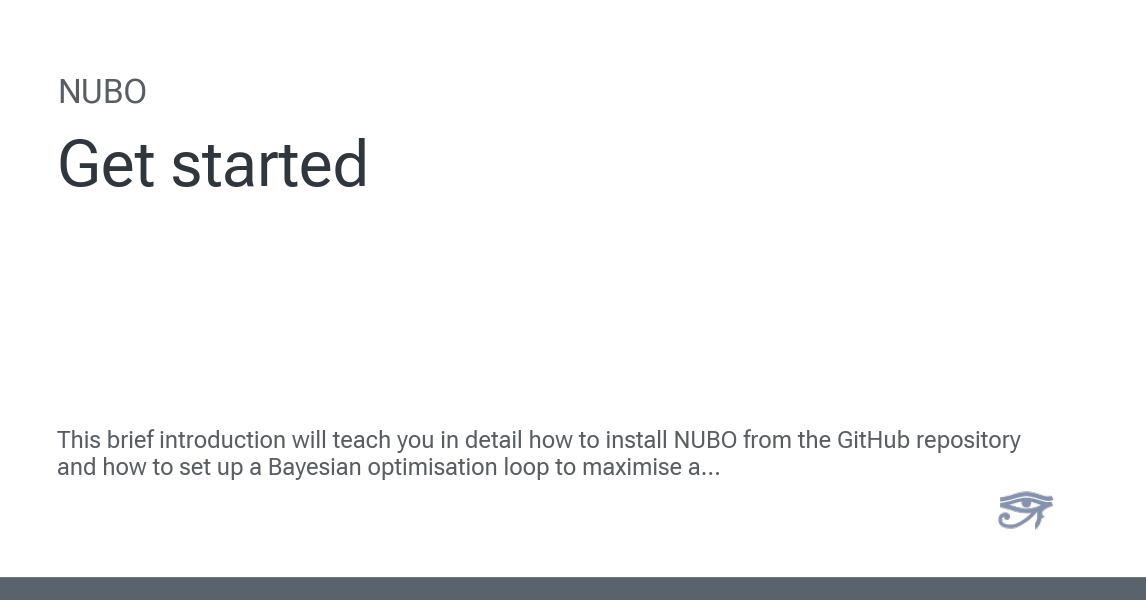 NUBO
Get started
This brief introduction will teach you in detail how to install NUBO from the GitHub repository
and how to set up a Bayesian optimisation loop to maximise a...